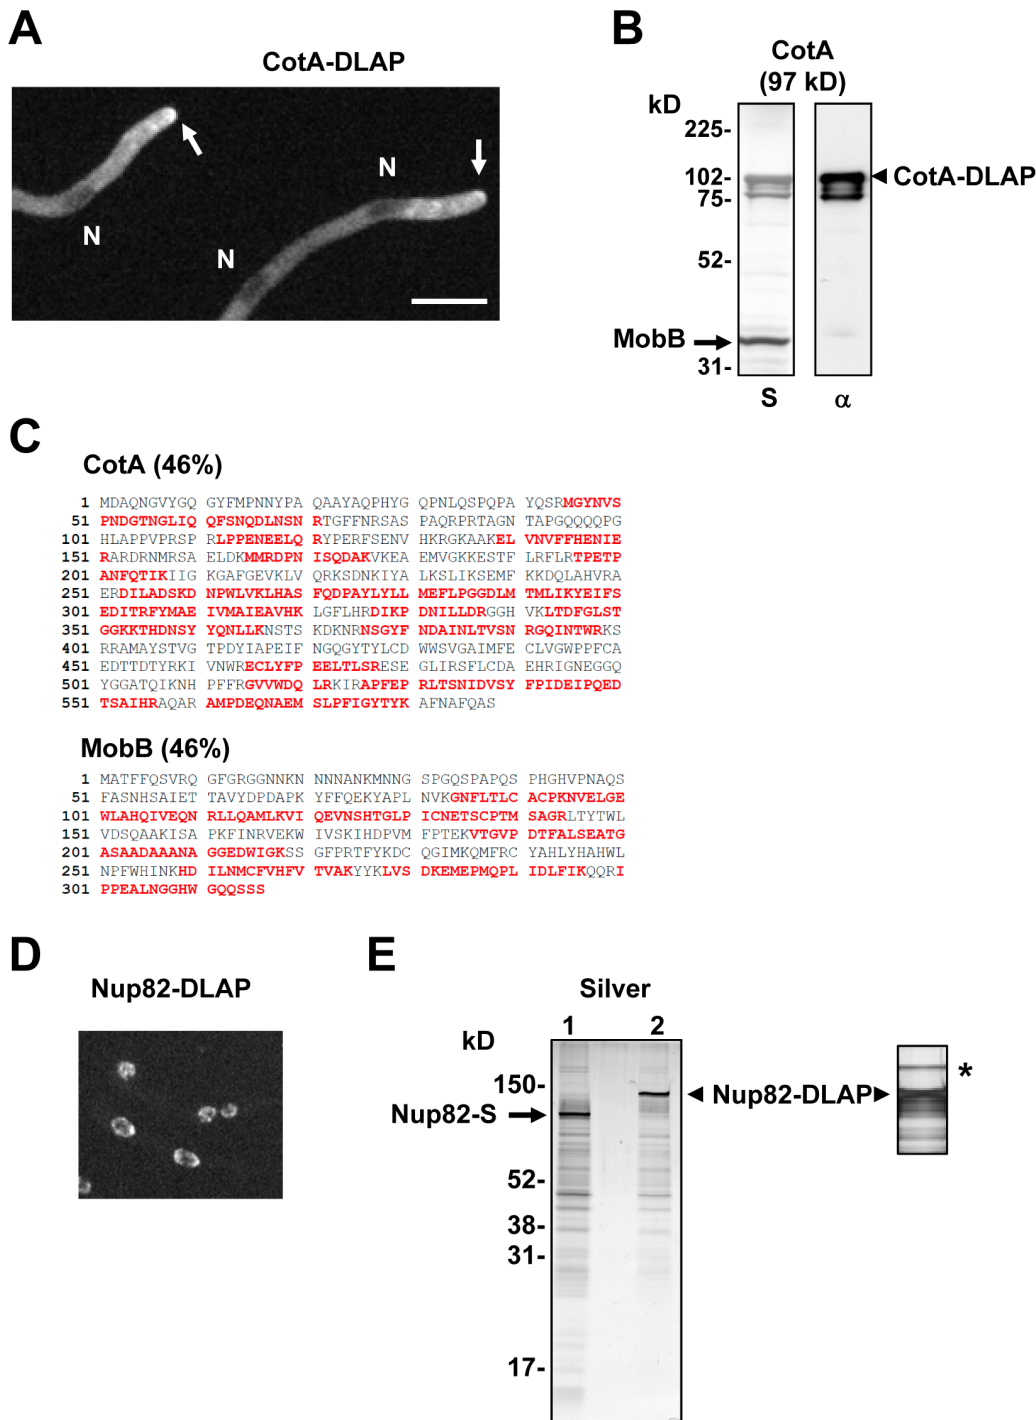 A
CotA-DLAP
N
N
N
B
CotA
(97 kD)
kD
225-
102-
75-
52-
31-
CotA-DLAP
MobB
S
α
C
CotA (46%)
1 MDAQNGVYGQ GYFMPNNYPA QAAYAQPHYG QPNLQSPQPA YQSRMGYNVS
51 PNDGTNGLIQ QFSNQDLNSN RTGFFNRSAS PAQRPRTAGN TAPGQQQQPG
101 HLAPPVPRSP RLPPENEELQ RYPERFSENV HKRGKAAKEL VNVFFHENIE
151 RARDRNMRSA ELDKMMRDPN ISQDAKVKEA EMVGKKESTF LRFLRTPETP
201 ANFQTIKIIG KGAFGEVKLV QRKSDNKIYA LKSLIKSEMF KKDQLAHVRA
251 ERDILADSKD NPWLVKLHAS FQDPAYLYLL MEFLPGGDLM TMLIKYEIFS
301 EDITRFYMAE IVMAIEAVHK LGFLHRDIKP DNILLDRGGH VKLTDFGLST
351 GGKKTHDNSY YQNLLKNSTS KDKNRNSGYF NDAINLTVSN RGQINTWRKS
401 RRAMAYSTVG TPDYIAPEIF NGQGYTYLCD WWSVGAIMFE CLVGWPPFCA
451 EDTTDTYRKI VNWRECLYFP EELTLSRESE GLIRSFLCDA EHRIGNEGGQ
501 YGGATQIKNH PFFRGVVWDQ LRKIRAPFEP RLTSNIDVSY FPIDEIPQED
551 TSAIHRAQAR AMPDEQNAEM SLPFIGYTYK AFNAFQAS
MobB (46%)
1 MATFFQSVRQ GFGRGGNNKN NNNANKMNNG SPGQSPAPQS PHGHVPNAQS
51 FASNHSAIET TAVYDPDAPK YFFQEKYAPL NVKGNFLTLC ACPKNVELGE
101 WLAHQIVEQN RLLQAMLKVI QEVNSHTGLP ICNETSCPTM SAGRLTYTWL
151 VDSQAAKISA PKFINRVEKW IVSKIHDPVM FPTEKVTGVP DTFALSEATG
201 ASAADAAANA GGEDWIGKSS GFPRTFYKDC QGIMKQMFRC YAHLYHAHWL
251 NPFWHINKHD ILNMCFVHFV TVAKYYKLVS DKEMEPMQPL IDLFIKQQRI
301 PPEALNGGHW GQQSSS
D
Nup82-DLAP
E
Silver
1 2
kD
150-
52-
38-
31-
17-
Nup82-S
Nup82-DLAP
*